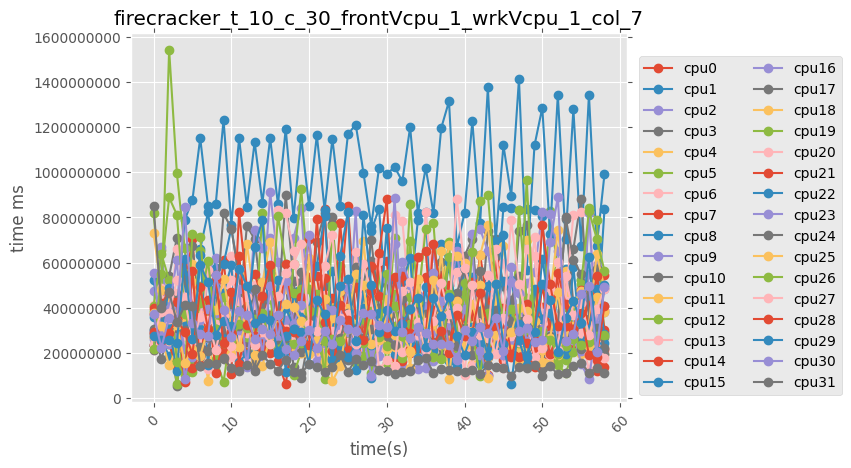 firecracker_t_10_c_30_frontVcpu_1_wrkVcpu_1_col_7
1600000000
1400000000
1200000000
1000000000
800000000
600000000
400000000
200000000
0
time ms
0
10
20
30
40
50
60
time(s)
cpu0
cpu1
cpu2
cpu3
cpu4
cpu5
cpu6
cpu7
cpu8
cpu9
cpu10
cpu11
cpu12
cpu13
cpu14
cpu15
cpu16
cpu17
cpu18
cpu19
cpu20
cpu21
cpu22
cpu23
cpu24
cpu25
cpu26
cpu27
cpu28
cpu29
cpu30
cpu31